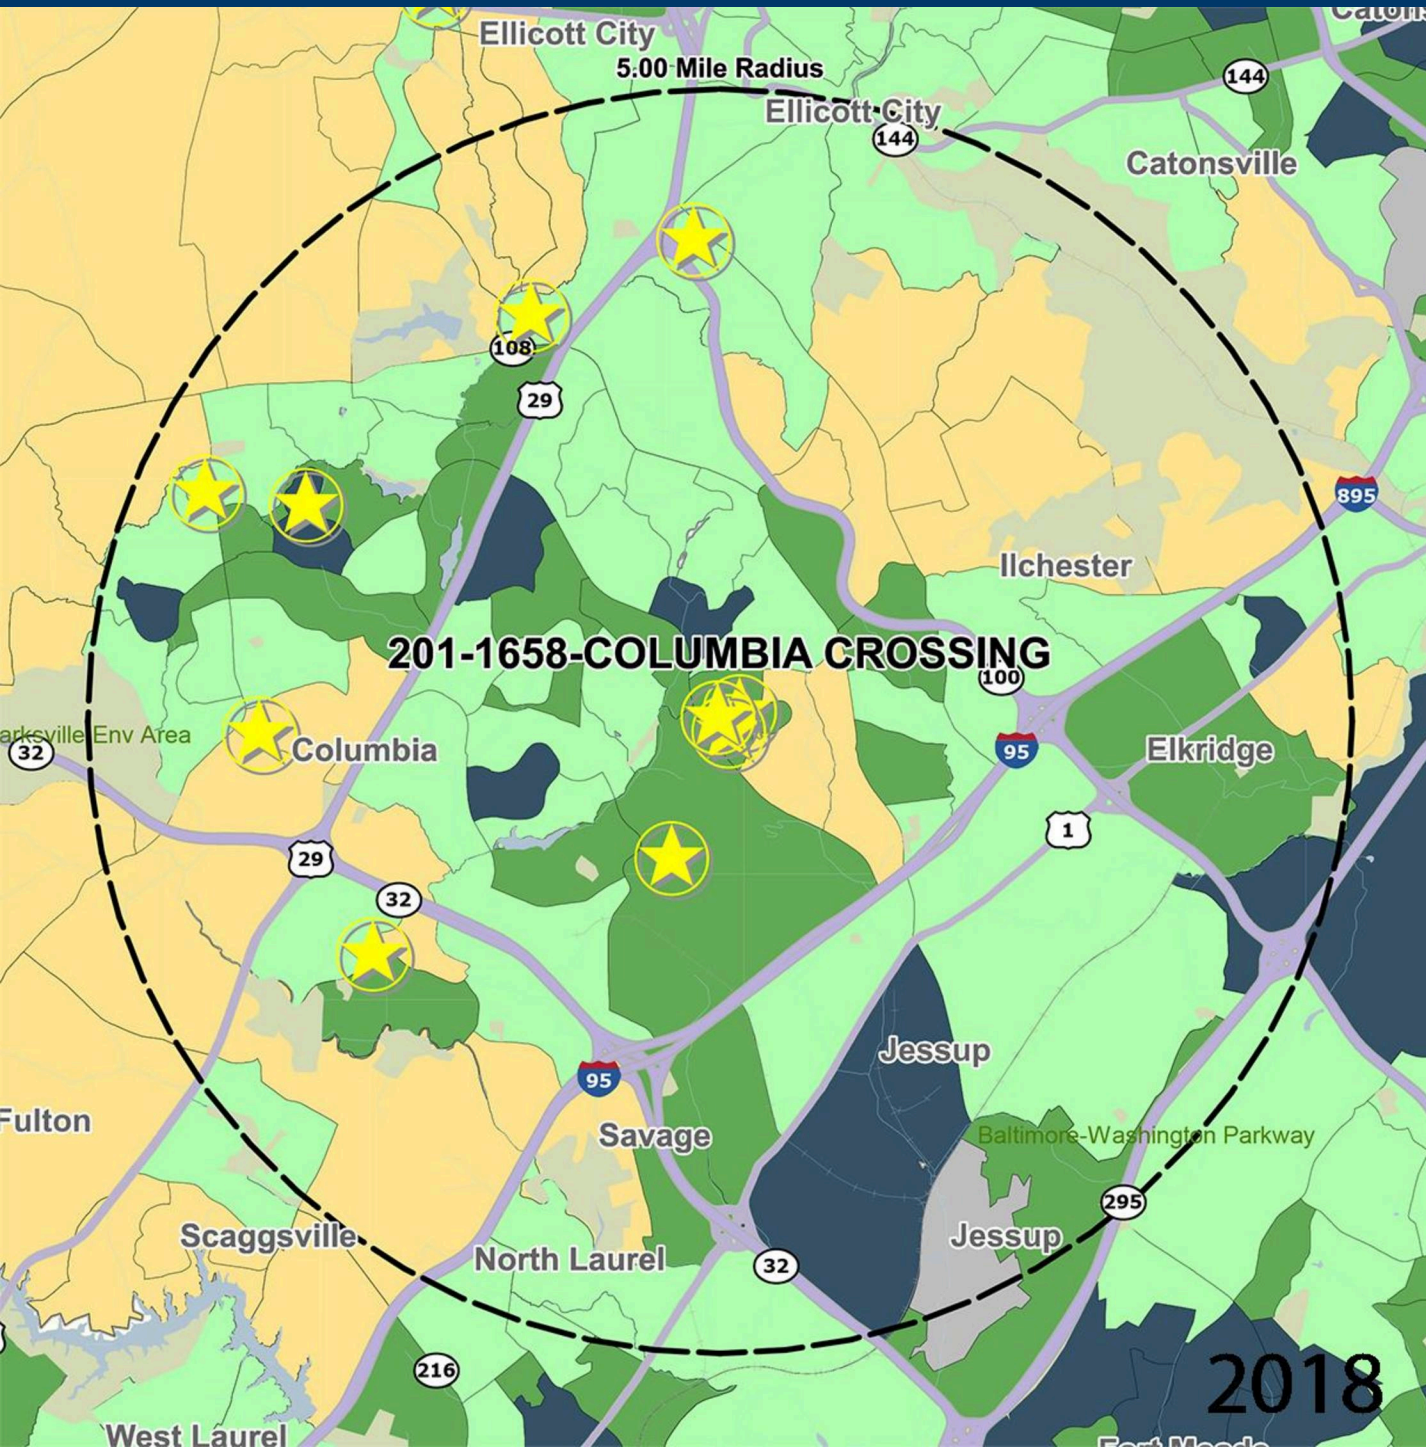 Ellicott City
5.00 Mile Radius
144
Ellicott City
144
Catonsville
108
29
895
Ilchester
201-1658-COLUMBIA CROSSING
100
arksville Env Area
32
Columbia
95
Elkridge
1
29
32
Jessup
95
Fulton
Savage
Baltimore-Washington Parkway
295
Scaggsville
Jessup
North Laurel
32
216
2018
West Laurel